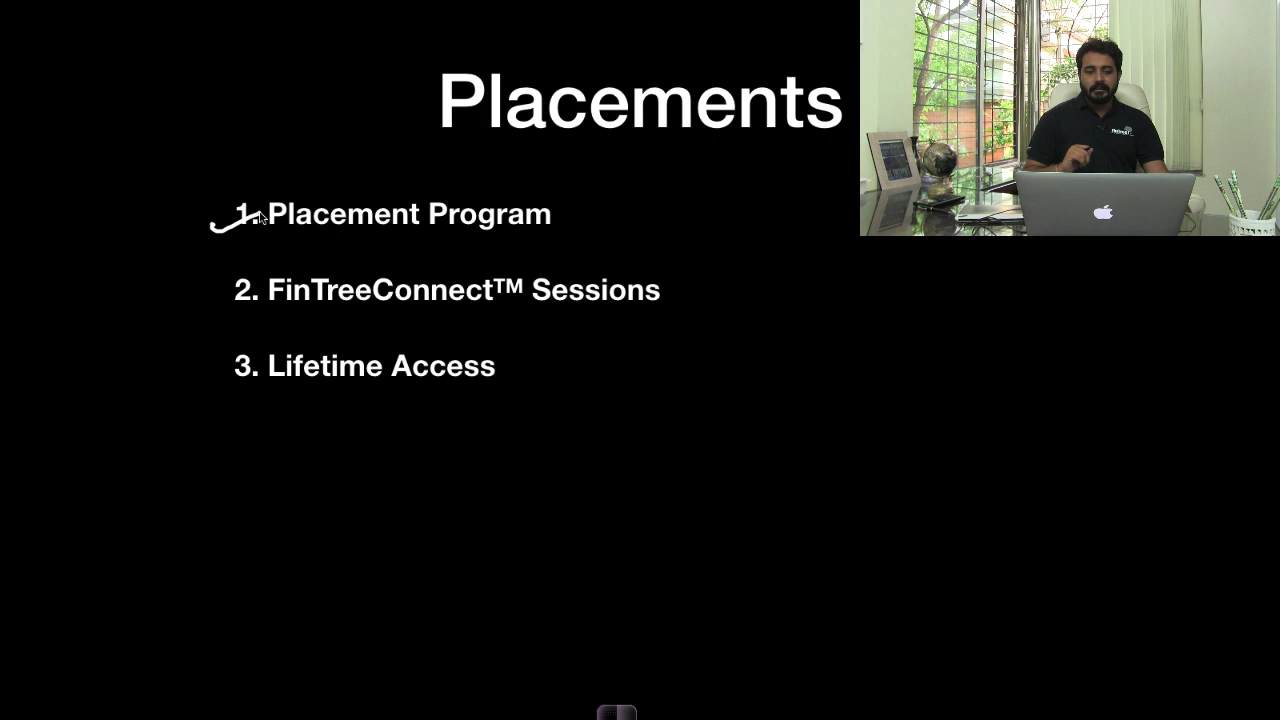 Placements
1. Placement Program
2. FinTreeConnect™ Sessions
3. Lifetime Access